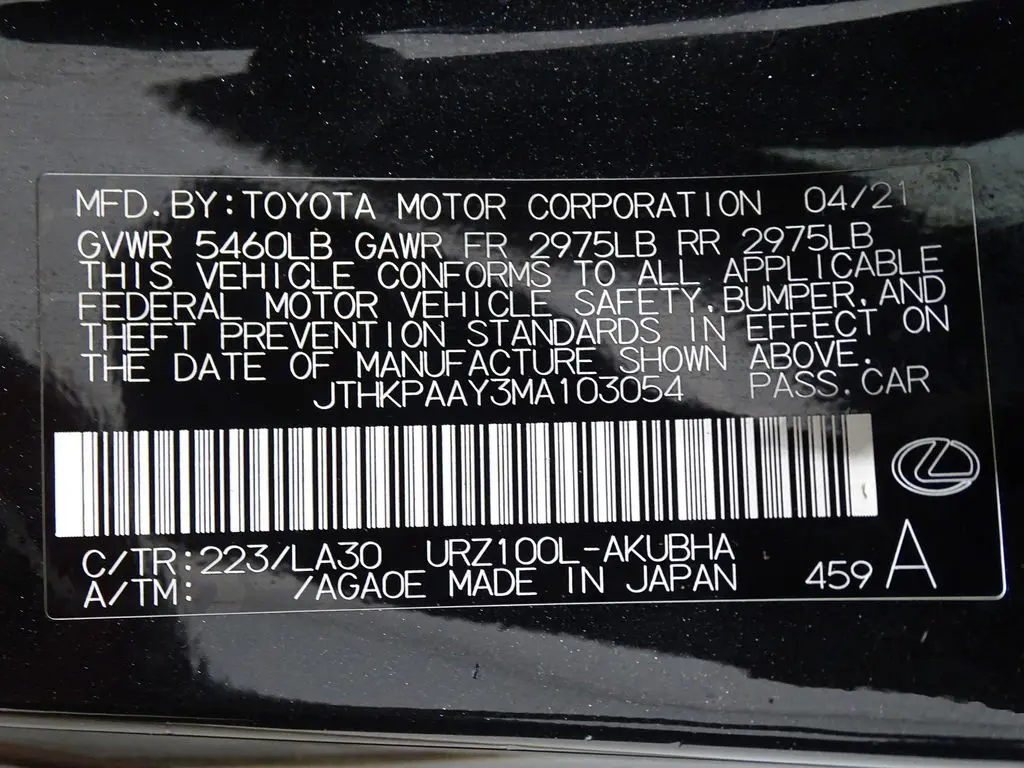 MFD. BY: TOYOTA MOTOR CORPORATION 04/21
GVWR 5460LB GAWR FR 2975LB RR 2975LB
THIS VEHICLE CONFORMS TO ALL APPLICABLE
FEDERAL MOTOR VEHICLE SAFETY, BUMPER, AND
THEFT PREVENTION STANDARDS IN EFFECT ON
THE DATE OF MANUFACTURE SHOWN ABOVE.
JTHKPAAY3MA103054 PASS. CAR
C/TR: 223/LA30 URZ100L-AKUBHA
A/TM: /AGA0E MADE IN JAPAN 459 A